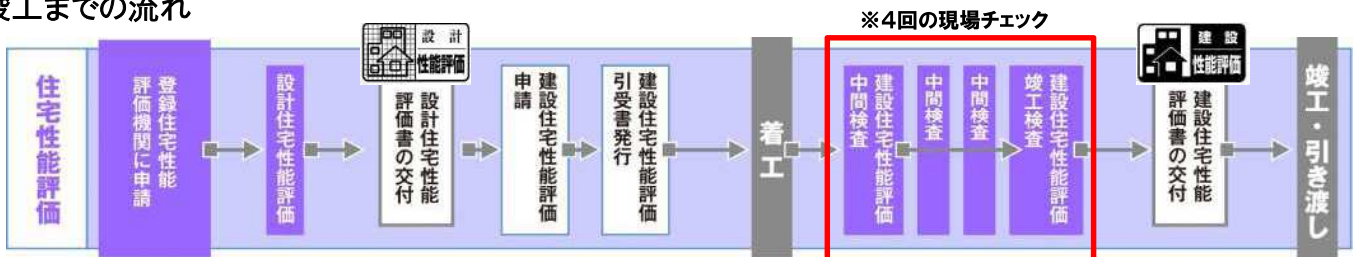 竣工までの流れ
※4回の現場チェック
住宅性能評価
登録住宅性能
評価機関に申請
設計住宅性能評価
設計
性能評価
設計住宅性能
評価書の交付
建設住宅性能評価
申請
建設住宅性能評価
引受書発行
着工
建設住宅性能評価
中間検査
中間検査
中間検査
建設住宅性能評価
竣工検査
建設
性能評価
建設住宅性能
評価書の交付
竣工・引き渡し